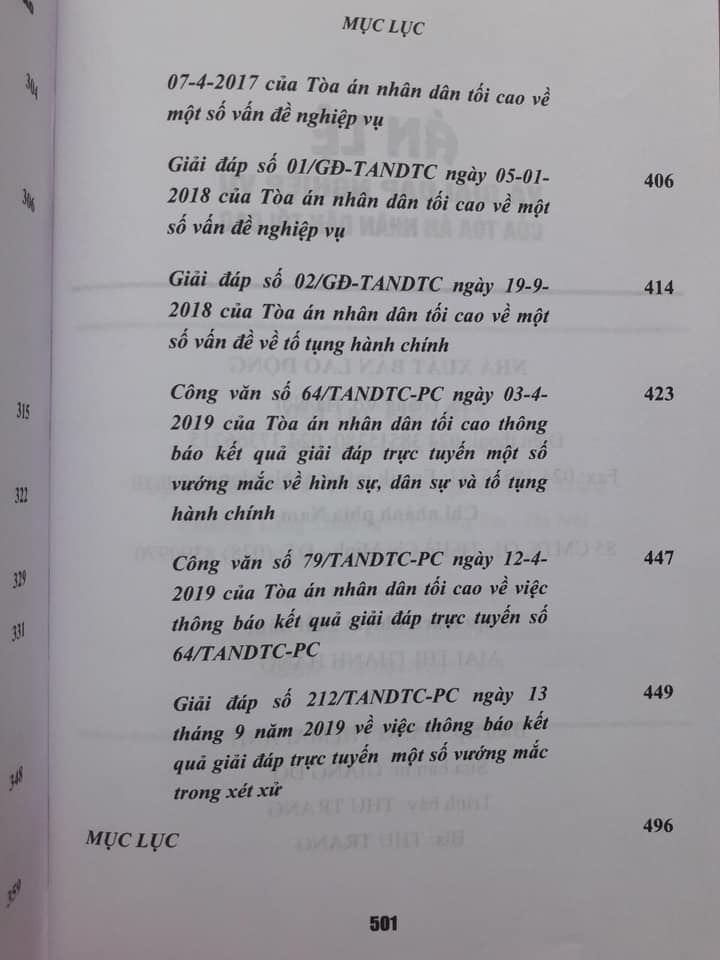 MỤC LỤC
304
306
315
322
329
331
348
359
07-4-2017 của Tòa án nhân dân tối cao về
một số vấn đề nghiệp vụ
Giải đáp số 01/GĐ-TANDTC ngày 05-01-
2018 của Tòa án nhân dân tối cao về một
số vấn đề nghiệp vụ
406
Giải đáp số 02/GĐ-TANDTC ngày 19-9-
2018 của Tòa án nhân dân tối cao về một
số vấn đề về tố tụng hành chính
414
Công văn số 64/TANDTC-PC ngày 03-4-
2019 của Tòa án nhân dân tối cao thông
báo kết quả giải đáp trực tuyến một số
vướng mắc về hình sự, dân sự và tố tụng
hành chính
423
Công văn số 79/TANDTC-PC ngày 12-4-
2019 của Tòa án nhân dân tối cao về việc
thông báo kết quả giải đáp trực tuyến số
64/TANDTC-PC
447
Giải đáp số 212/TANDTC-PC ngày 13
tháng 9 năm 2019 về việc thông báo kết
quả giải đáp trực tuyến một số vướng mắc
trong xét xử
449
MỤC LỤC
496
501